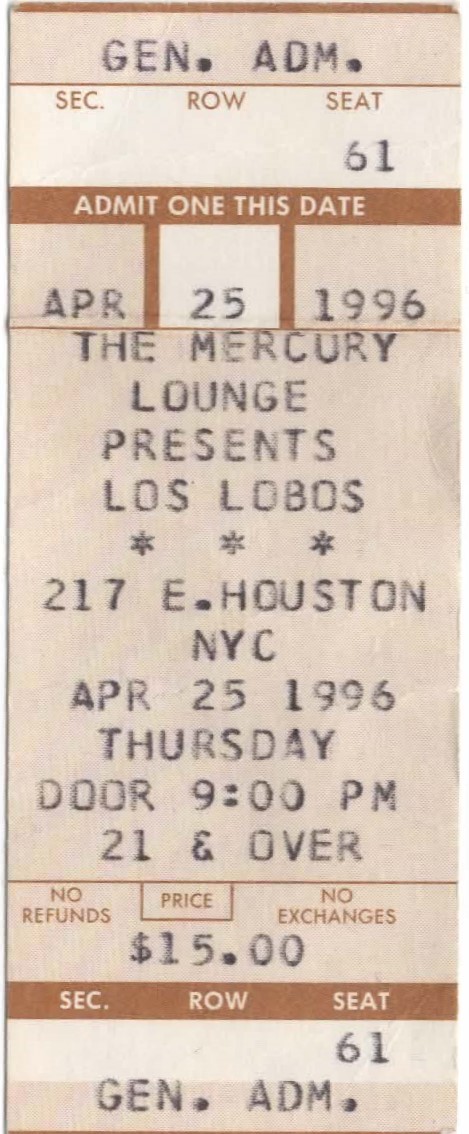 GEN. ADM.
SEC. ROW SEAT
61
ADMIT ONE THIS DATE
APR 25 1996
THE MERCURY
LOUNGE
PRESENTS
LOS LOBOS
* * *
217 E.HOUSTON
NYC
APR 25 1996
THURSDAY
DOOR 9:00 PM
21 & OVER
NO REFUNDS PRICE NO EXCHANGES
$15.00
SEC. ROW SEAT
61
GEN. ADM.